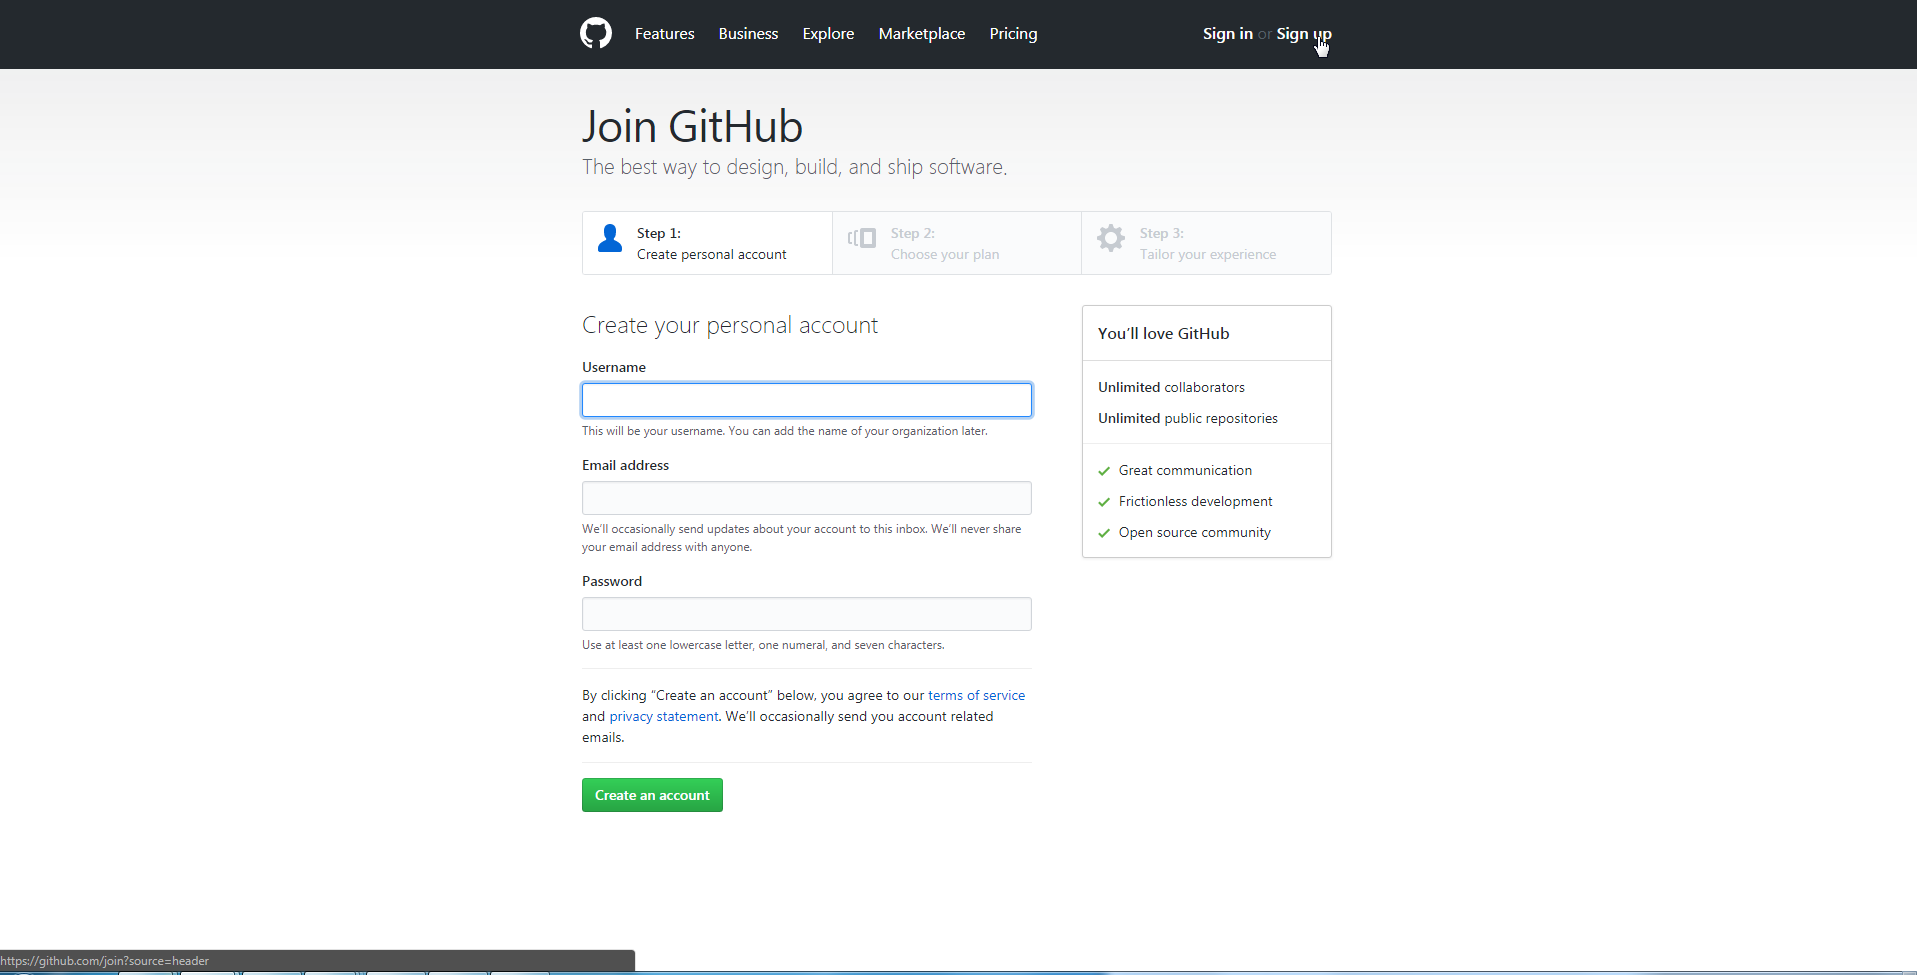 Features Business Explore Marketplace Pricing Sign in or Sign up
Join GitHub
The best way to design, build, and ship software.
Step 1:
Create personal account
Step 2:
Choose your plan
Step 3:
Tailor your experience
Create your personal account
Username
This will be your username. You can add the name of your organization later.
Email address
We'll occasionally send updates about your account to this inbox. We'll never share
your email address with anyone.
Password
Use at least one lowercase letter, one numeral, and seven characters.
By clicking “Create an account” below, you agree to our terms of service
and privacy statement. We'll occasionally send you account related
emails.
Create an account
You'll love GitHub
Unlimited collaborators
Unlimited public repositories
Great communication
Frictionless development
Open source community
https://github.com/join?source=header